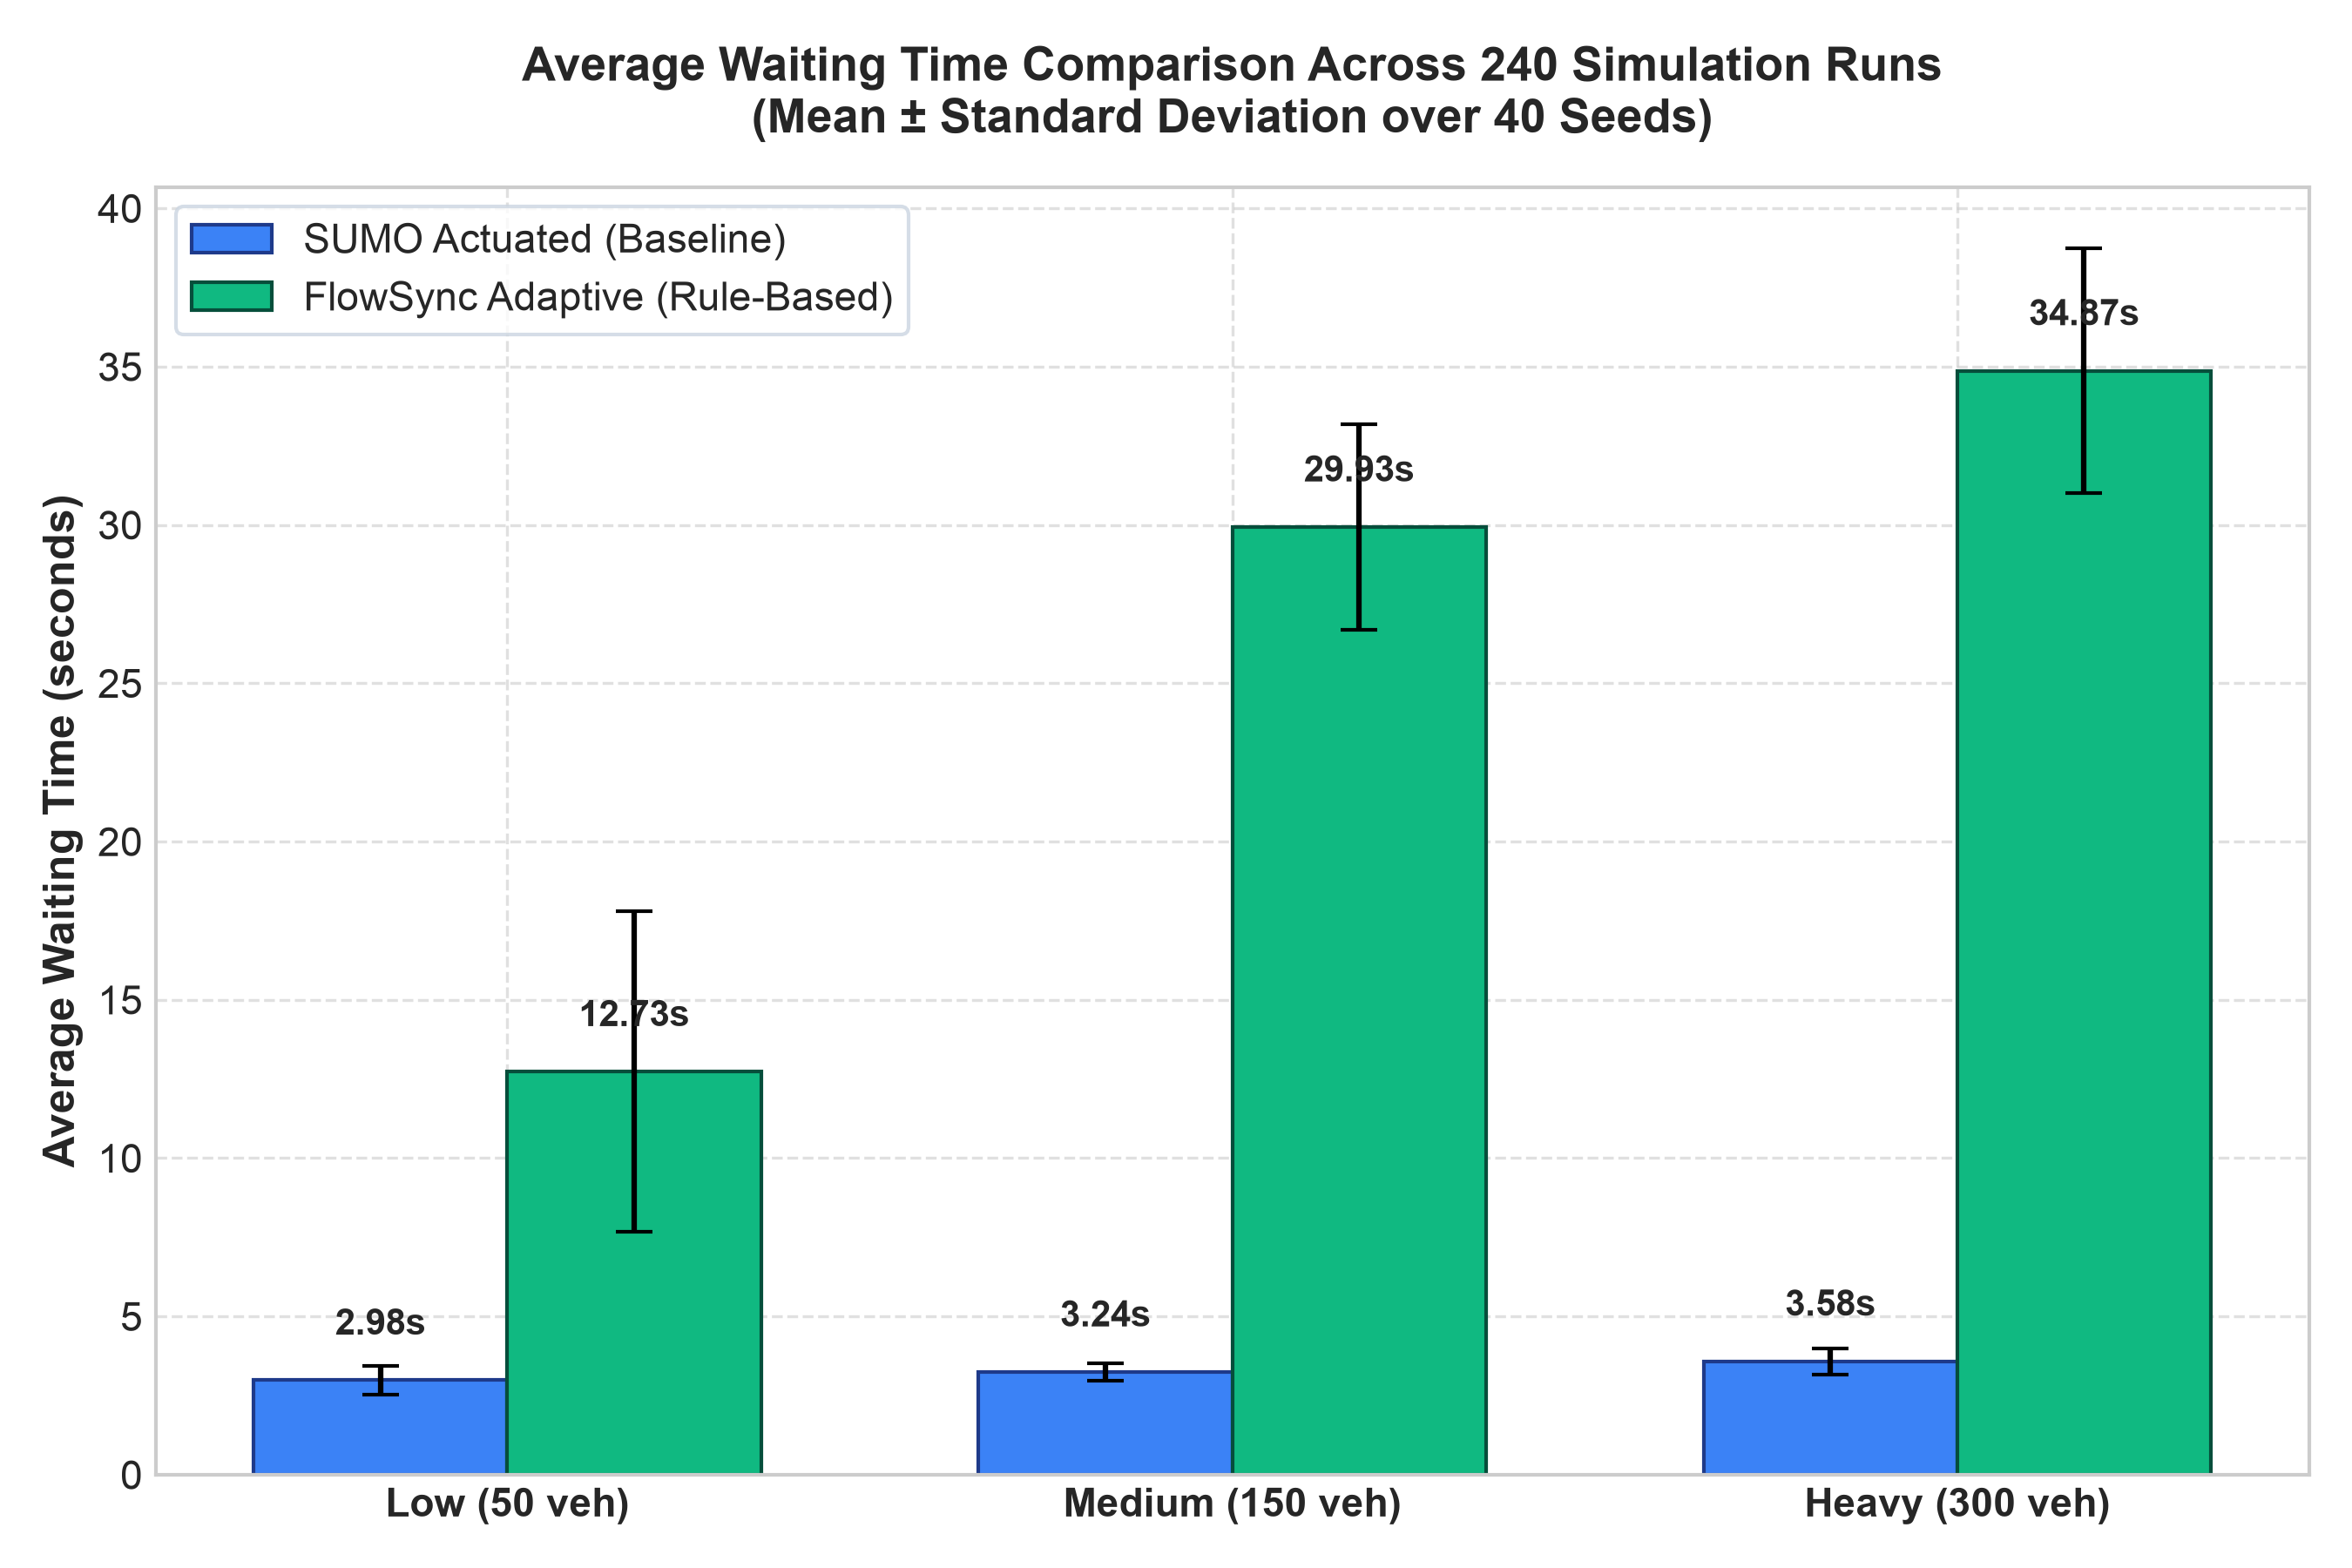 Average Waiting Time Comparison Across 240 Simulation Runs
(Mean ± Standard Deviation over 40 Seeds)
SUMO Actuated (Baseline)
FlowSync Adaptive (Rule-Based)
Average Waiting Time (seconds)
40
35
30
25
20
15
10
5
0
2.98s
12.73s
3.24s
29.93s
3.58s
34.87s
Low (50 veh)
Medium (150 veh)
Heavy (300 veh)